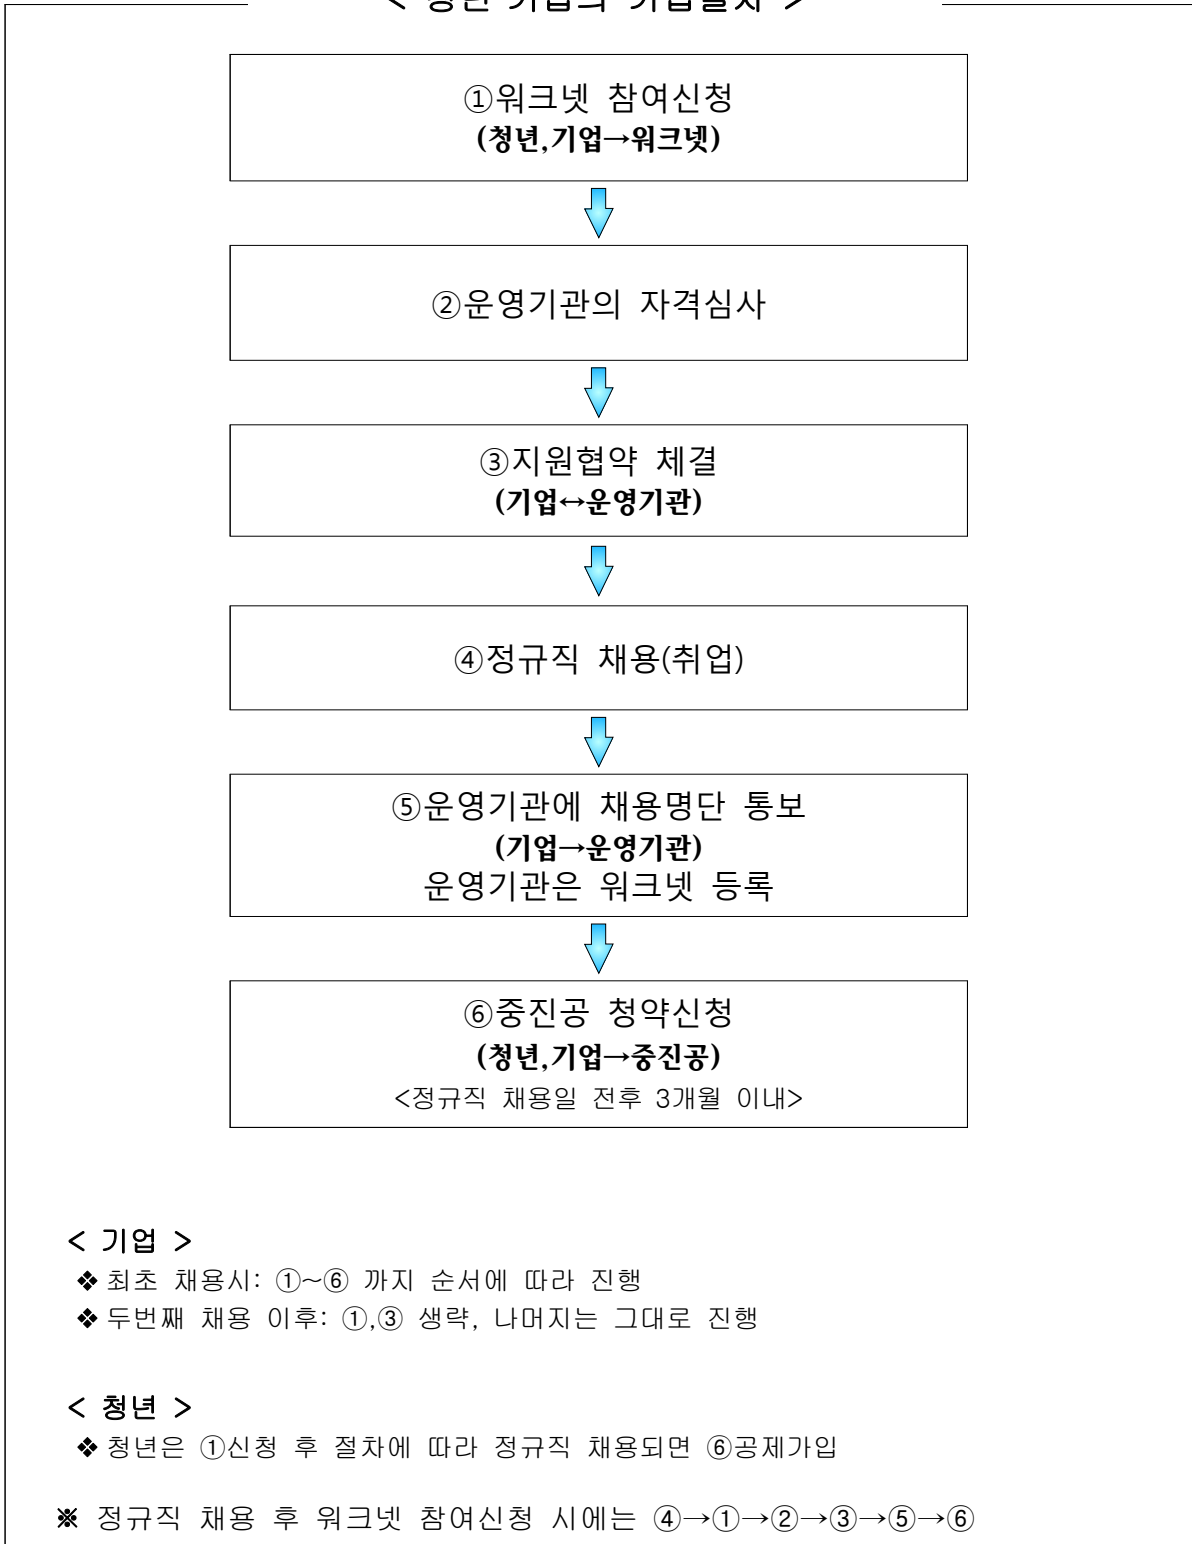 ①워크넷 참여신청
(청년,기업→워크넷)
②운영기관의 자격심사
③지원협약 체결
(기업↔운영기관)
④정규직 채용(취업)
⑤운영기관에 채용명단 통보
(기업→운영기관)
운영기관은 워크넷 등록
⑥중진공 청약신청
(청년,기업→중진공)
<정규직 채용일 전후 3개월 이내>
< 기업 >
❖ 최초 채용시: ①~⑥ 까지 순서에 따라 진행
❖ 두번째 채용 이후: ①,③ 생략, 나머지는 그대로 진행
< 청년 >
❖ 청년은 ①신청 후 절차에 따라 정규직 채용되면 ⑥공제가입
※ 정규직 채용 후 워크넷 참여신청 시에는 ④→①→②→③→⑤→⑥